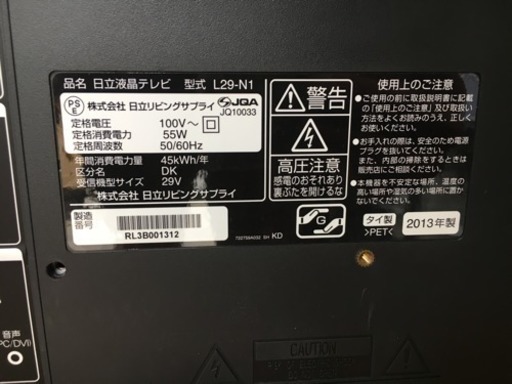 品名 日立液晶テレビ 型式 L29-N1
PS
E
株式会社 日立リビングサプライ
JQA
JQ10033
定格電圧 100V~
定格消費電力 55W
定格周波数 50/60Hz
年間消費電力量 45kWh/年
区分名 DK
受信機型サイズ 29V
株式会社 日立リビングサプライ
製造
番号
RL3B001312
警告
高圧注意
感電のおそれあり
裏ぶたを開けるな
G
KD
使用上のご注意
●ご使用の前に取扱説明書に記載
の「使用上のご注意」及び取扱い
方法をよくお読みのうえ、正しく
お使いください。
●お手入れの際は、安全のため電源
プラグを抜いてください。
また、内部の掃除をするときは
販売店にご相談ください。
●本機器を不安定な場所、温度の高い
場所や湿気の多い場所に置かない
でください。
タイ製
>PET<
2013年製
音声
PC/DVI)